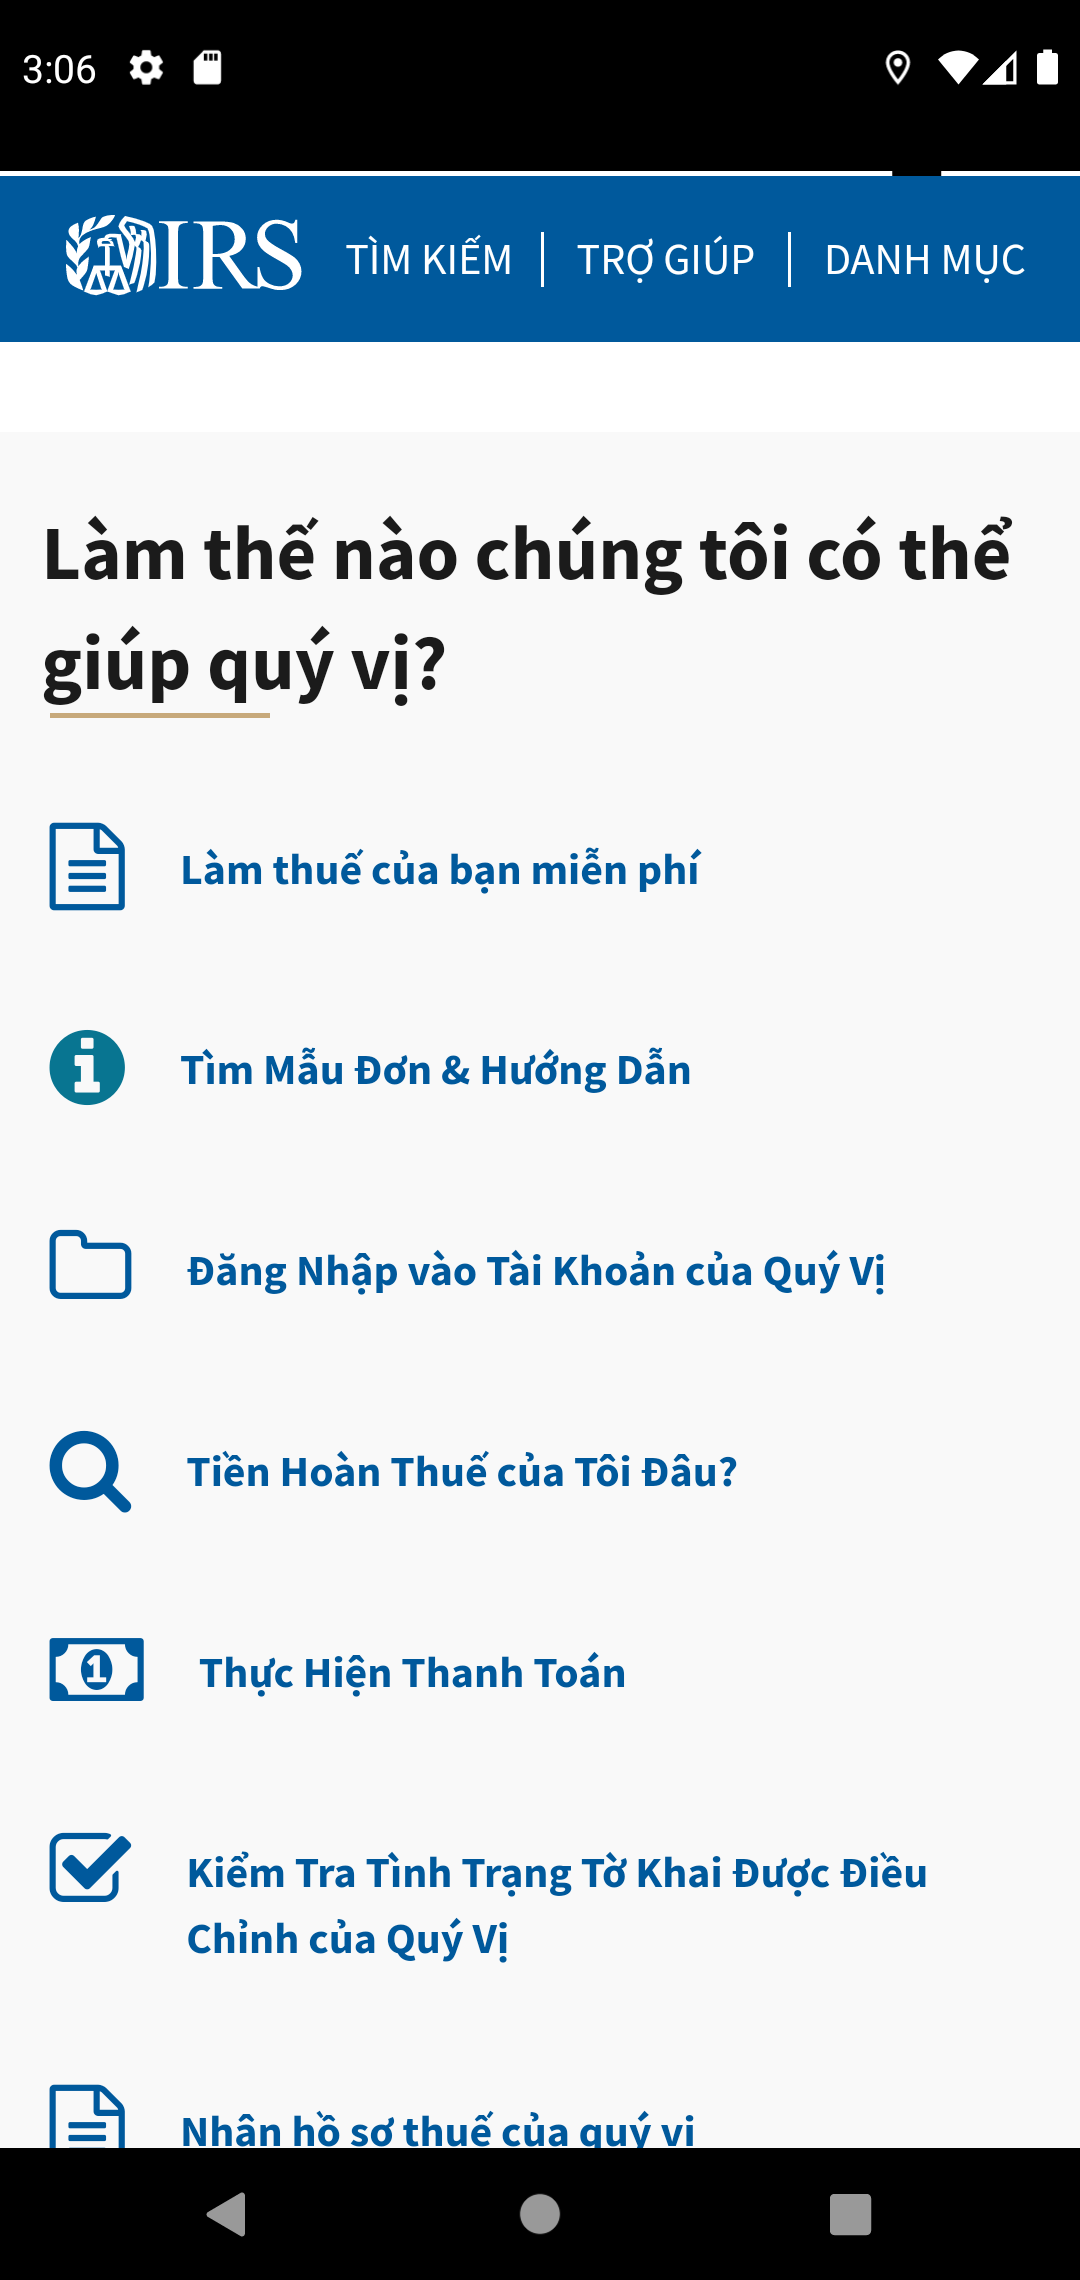 3:06
IRS
TÌM KIẾM
TRỢ GIÚP
DANH MỤC
Làm thế nào chúng tôi có thể
giúp quý vị?
Làm thuế của bạn miễn phí
Tìm Mẫu Đơn & Hướng Dẫn
Đăng Nhập vào Tài Khoản của Quý Vị
Tiền Hoàn Thuế của Tôi Đâu?
Thực Hiện Thanh Toán
Kiểm Tra Tình Trạng Tờ Khai Được Điều
Chỉnh của Quý Vị
Nhận hồ sơ thuế của quý vị